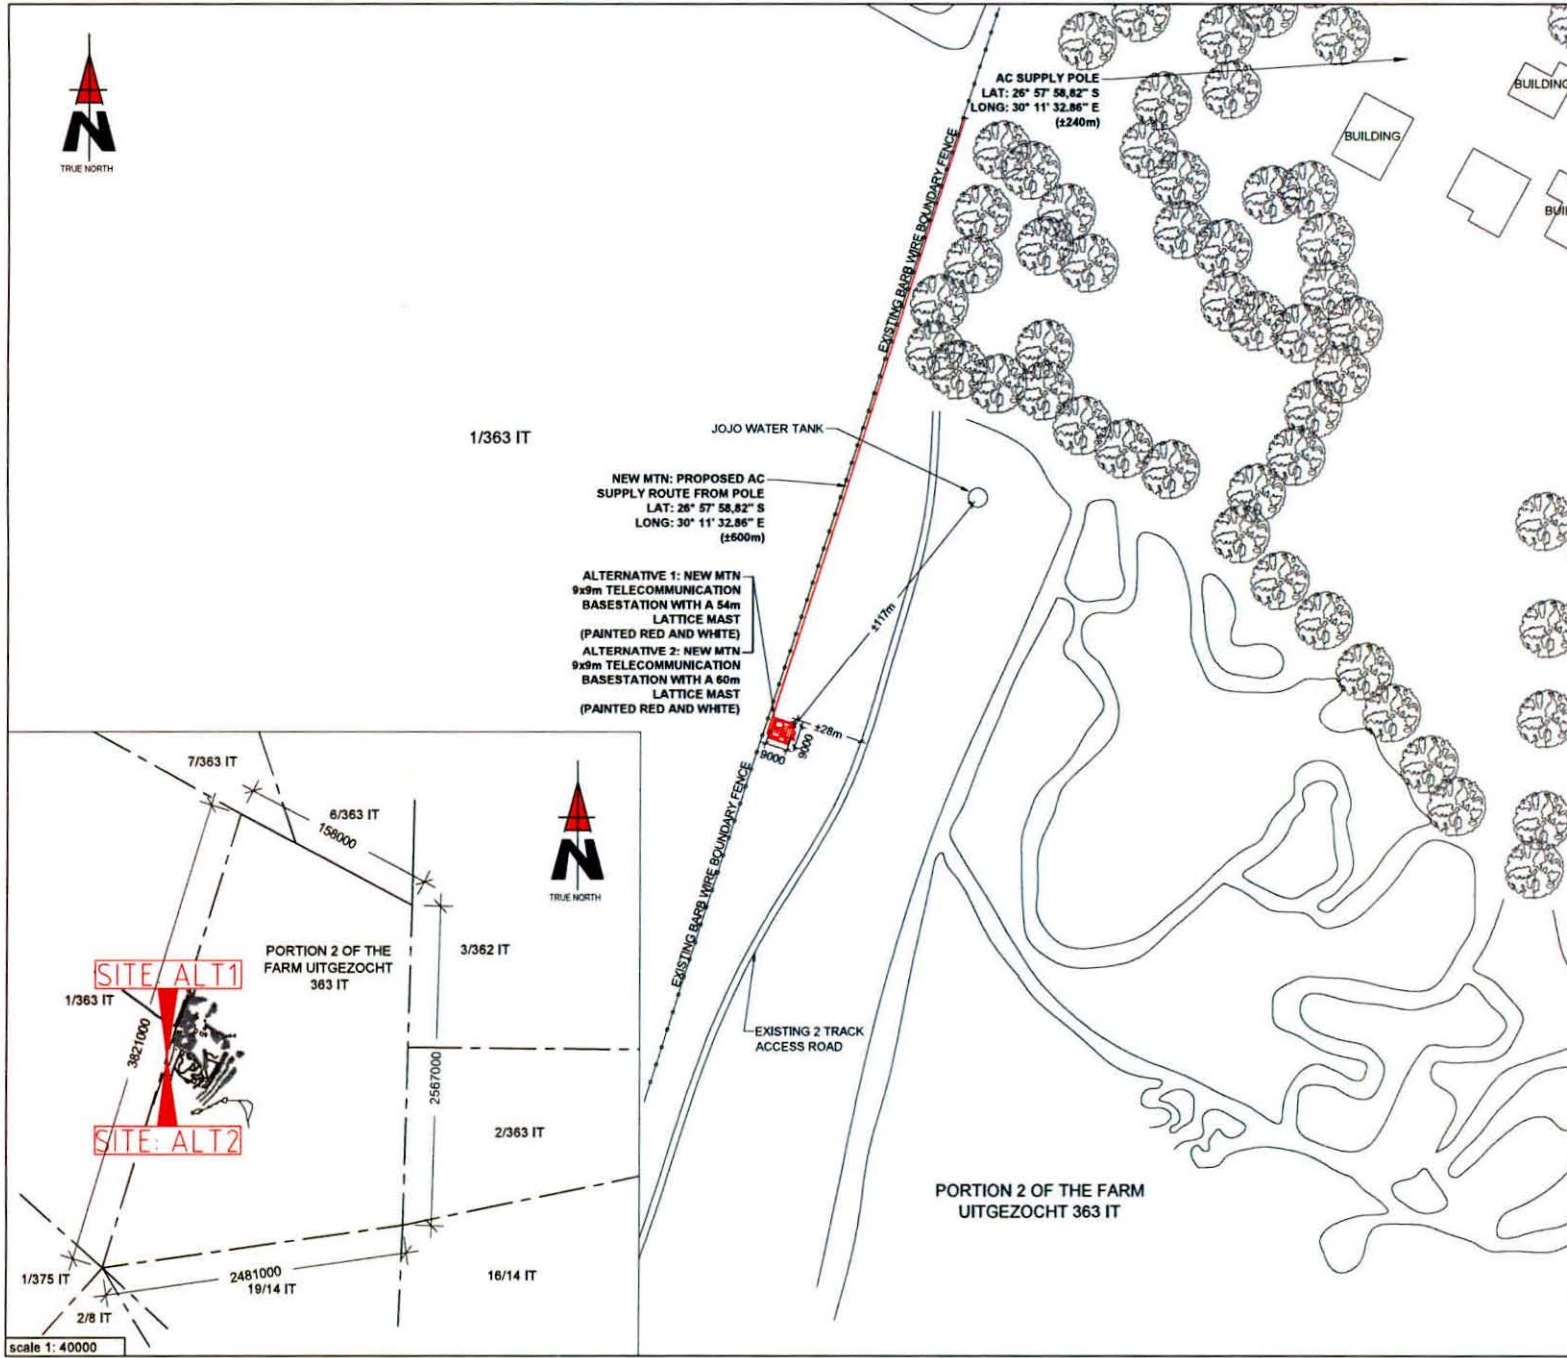 N
TRUE NORTH
AC SUPPLY POLE
LAT: 26° 57' 58,82" S
LONG: 30° 11' 32.86" E
(±240m)
BUILDING
BUILDING
EXISTING BARB WIRE BOUNDARY FENCE
1/363 IT
JOJO WATER TANK
NEW MTN: PROPOSED AC
SUPPLY ROUTE FROM POLE
LAT: 26° 57' 58,82" S
LONG: 30° 11' 32.86" E
(±600m)
ALTERNATIVE 1: NEW MTN
9x9m TELECOMMUNICATION
BASESTATION WITH A 54m
LATTICE MAST
(PAINTED RED AND WHITE)
ALTERNATIVE 2: NEW MTN
9x9m TELECOMMUNICATION
BASESTATION WITH A 60m
LATTICE MAST
(PAINTED RED AND WHITE)
±117m
±28m
9000
9000
EXISTING BARB WIRE BOUNDARY FENCE
EXISTING 2 TRACK
ACCESS ROAD
PORTION 2 OF THE FARM
UITGEZOCHT 363 IT
7/363 IT
6/363 IT
158000
N
TRUE NORTH
PORTION 2 OF THE
FARM UITGEZOCHT
363 IT
3/362 IT
SITE: ALT1
1/363 IT
3821000
2567000
SITE: ALT2
2/363 IT
1/375 IT
2481000
19/14 IT
16/14 IT
2/8 IT
scale 1: 40000